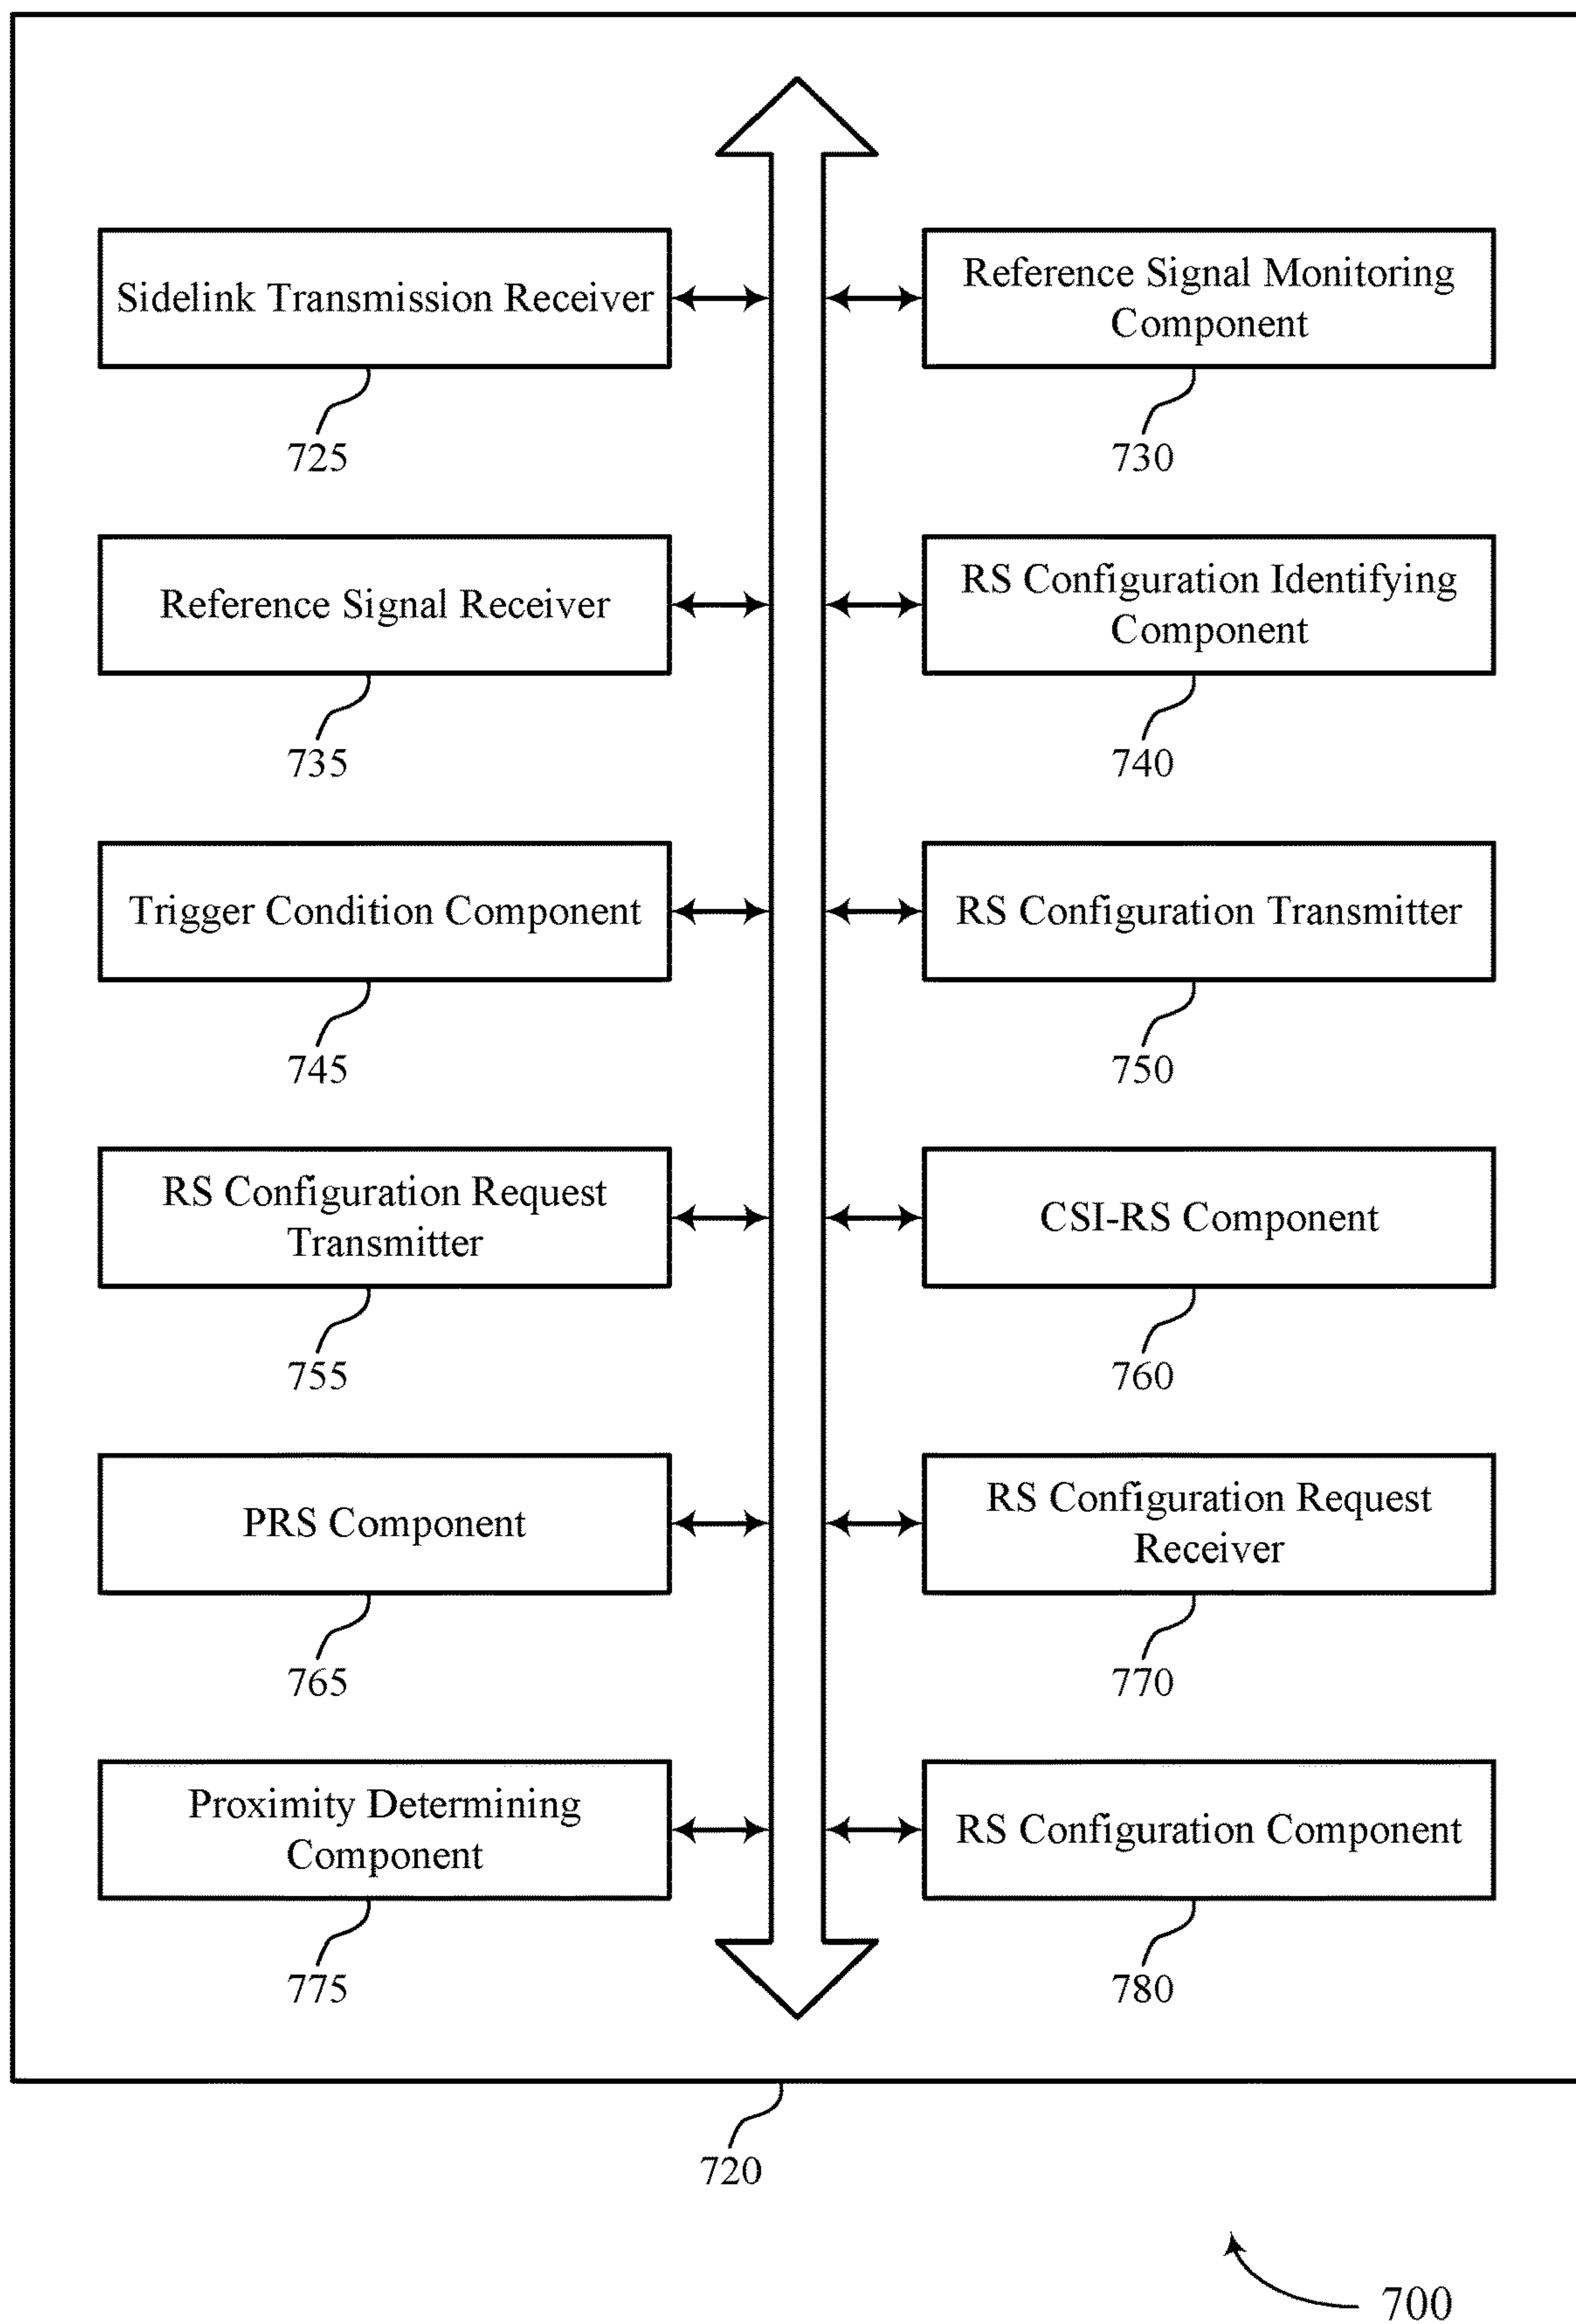 Sidelink Transmission Receiver
725
Reference Signal Monitoring
Component
730
Reference Signal Receiver
735
RS Configuration Identifying
Component
740
Trigger Condition Component
745
RS Configuration Transmitter
750
RS Configuration Request
Transmitter
755
CSI-RS Component
760
PRS Component
765
RS Configuration Request
Receiver
770
Proximity Determining
Component
775
RS Configuration Component
780
720
700